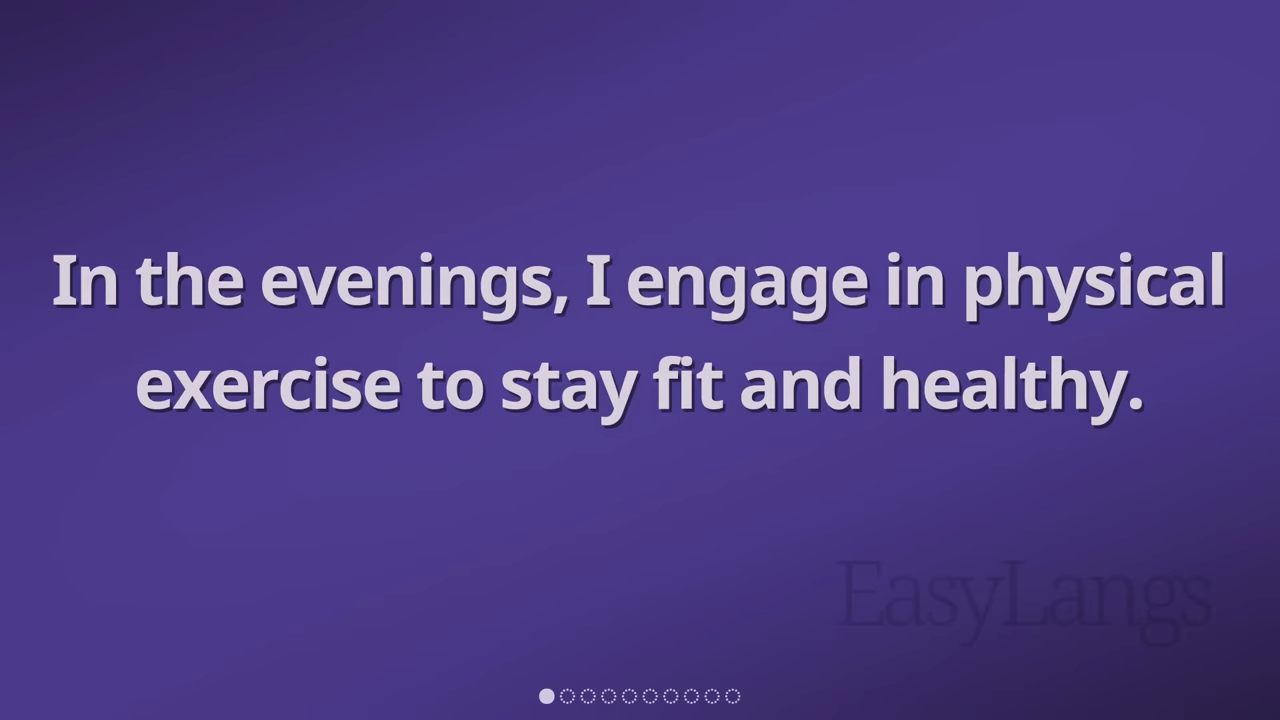 In the evenings, I engage in physical
exercise to stay fit and healthy.
EasyLangs